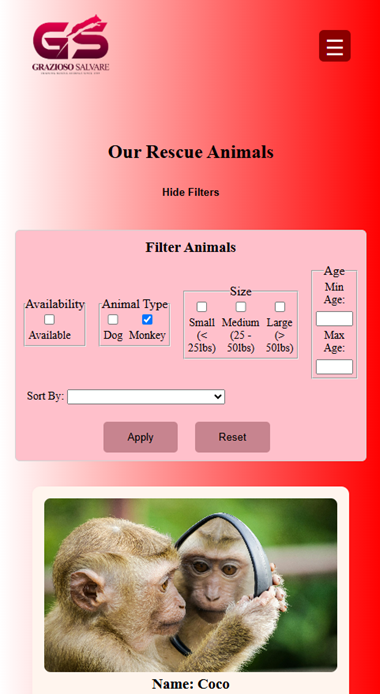 GS
GRAZIOSO SALVARE
Our Rescue Animals
Hide Filters
Filter Animals
Availability
Available
Animal Type
Dog Monkey
Size
Small
(<
25lbs)
Medium
(25 -
50lbs)
Large
(>
50lbs)
Age
Min
Age:
Max
Age:
Sort By:
Apply Reset
Name: Coco